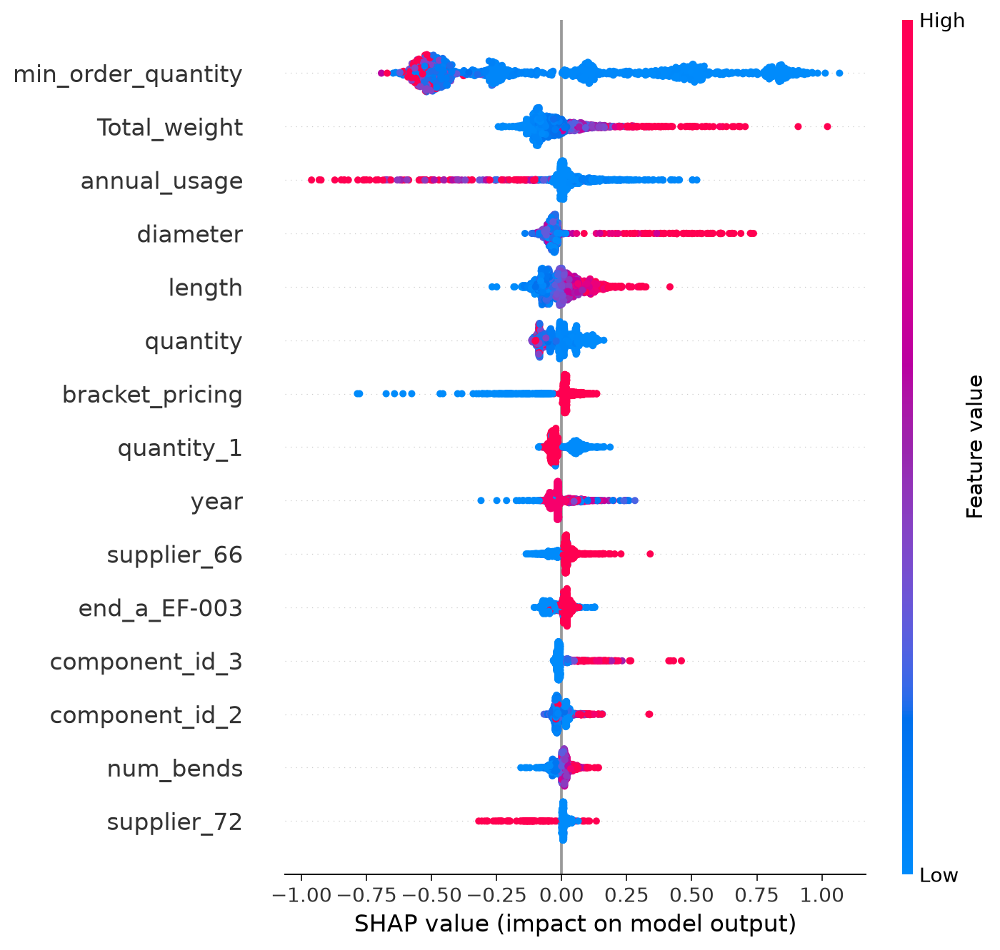 High
min_order_quantity
Total_weight
annual_usage
diameter
length
quantity
bracket_pricing
quantity_1
year
supplier_66
end_a_EF-003
component_id_3
component_id_2
num_bends
supplier_72
Feature value
Low
−1.00 −0.75 −0.50 −0.25 0.00 0.25 0.50 0.75 1.00
SHAP value (impact on model output)